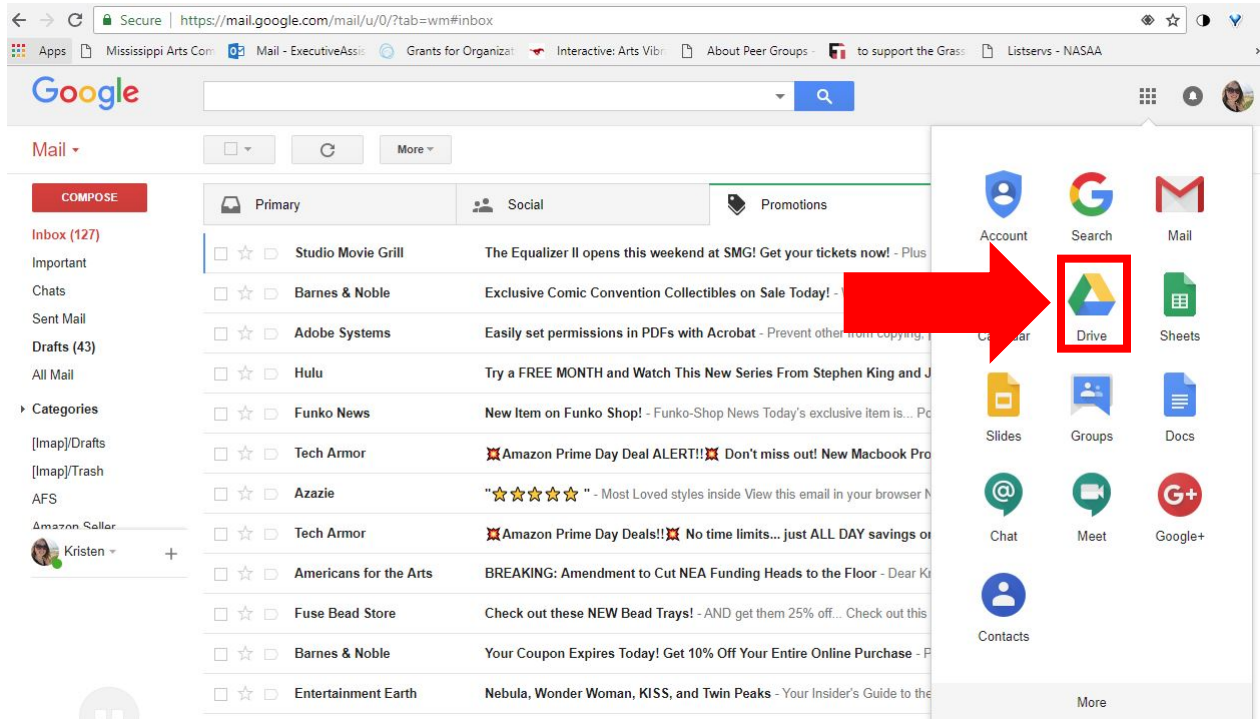 Secure | https://mail.google.com/mail/u/0/?tab=wm#inbox
Apps Mississippi Arts Com Mail - ExecutiveAssis Grants for Organizat Interactive: Arts Vibr About Peer Groups - to support the Grass Listservs - NASAA
Google
Mail More
COMPOSE
Inbox (127)
Important
Chats
Sent Mail
Drafts (43)
All Mail
Categories
[Imap]/Drafts
[Imap]/Trash
AFS
Amazon Seller
Kristen +
Primary Social Promotions
Studio Movie Grill The Equalizer II opens this weekend at SMG! Get your tickets now! - Plus
Barnes & Noble Exclusive Comic Convention Collectibles on Sale Today! -
Adobe Systems Easily set permissions in PDFs with Acrobat - Prevent other from copying,
Hulu Try a FREE MONTH and Watch This New Series From Stephen King and J
Funko News New Item on Funko Shop! - Funko-Shop News Today's exclusive item is... Po
Tech Armor 💥Amazon Prime Day Deal ALERT!!💥 Don't miss out! New Macbook Pro
Azazie "⭐⭐⭐⭐⭐ " - Most Loved styles inside View this email in your browser N
Tech Armor 💥Amazon Prime Day Deals!!💥 No time limits... just ALL DAY savings on
Americans for the Arts BREAKING: Amendment to Cut NEA Funding Heads to the Floor - Dear Kr
Fuse Bead Store Check out these NEW Bead Trays! - AND get them 25% off... Check out this
Barnes & Noble Your Coupon Expires Today! Get 10% Off Your Entire Online Purchase - P
Entertainment Earth Nebula, Wonder Woman, KISS, and Twin Peaks - Your Insider's Guide to the
Account Search Mail
Drive Sheets
Slides Groups Docs
Chat Meet Google+
Contacts
More